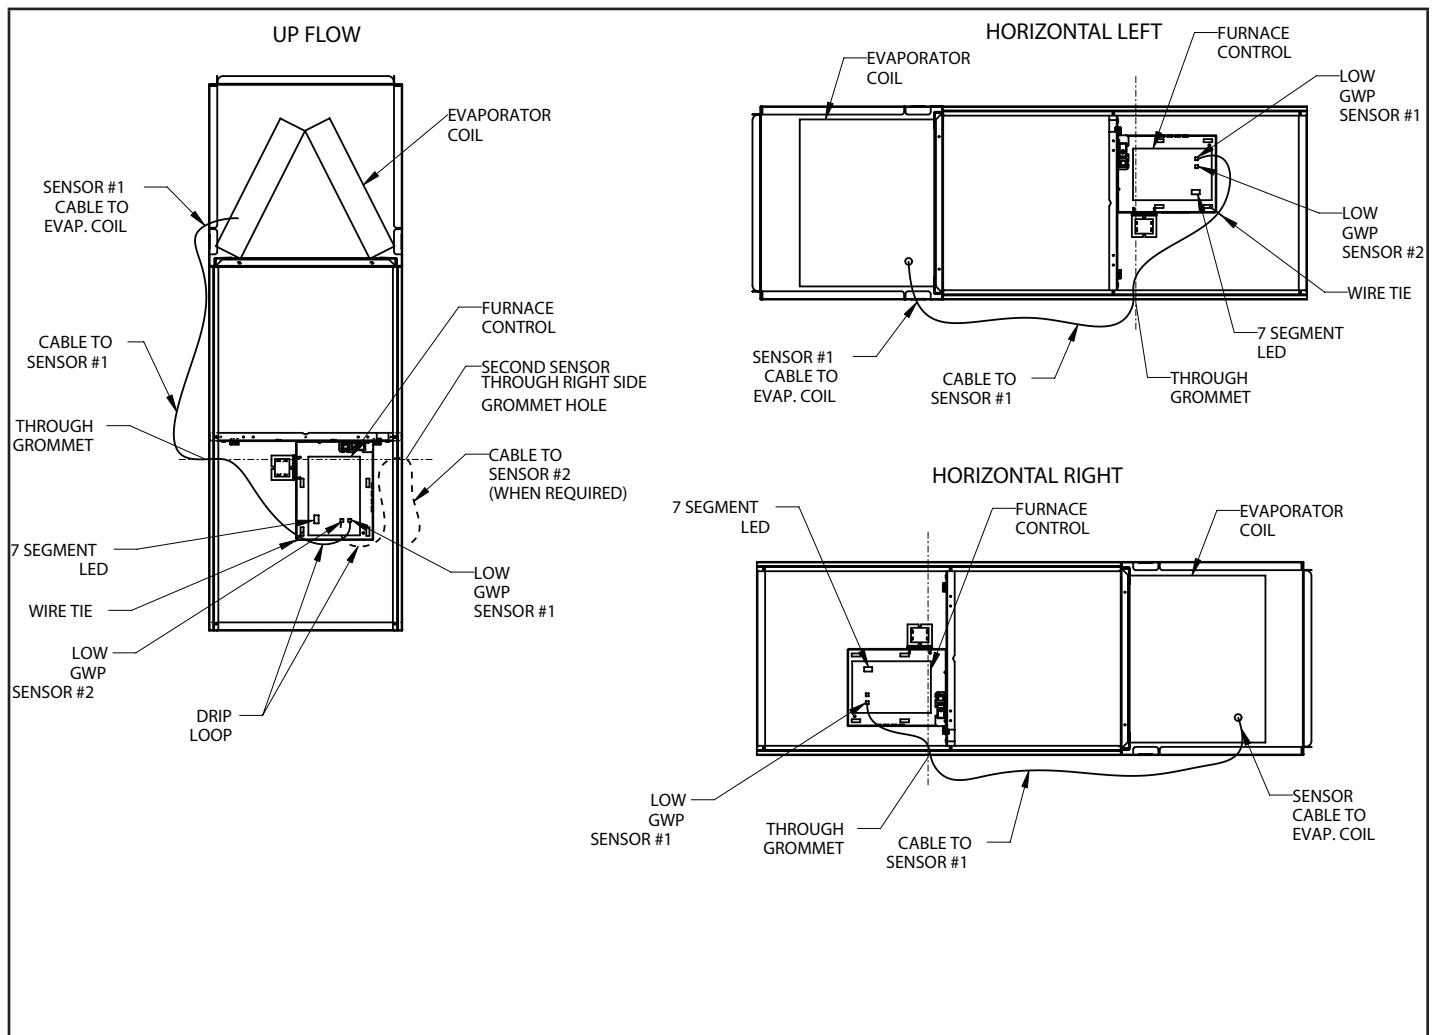 UP FLOW
EVAPORATOR
COIL
SENSOR #1
CABLE TO
EVAP. COIL
FURNACE
CONTROL
CABLE TO
SENSOR #1
SECOND SENSOR
THROUGH RIGHT SIDE
GROMMET HOLE
THROUGH
GROMMET
CABLE TO
SENSOR #2
(WHEN REQUIRED)
7 SEGMENT
LED
LOW
GWP
SENSOR #1
WIRE TIE
LOW
GWP
SENSOR #2
DRIP
LOOP
HORIZONTAL LEFT
FURNACE
CONTROL
EVAPORATOR
COIL
LOW
GWP
SENSOR #1
LOW
GWP
SENSOR #2
WIRE TIE
7 SEGMENT
LED
SENSOR #1
CABLE TO
EVAP. COIL
CABLE TO
SENSOR #1
THROUGH
GROMMET
HORIZONTAL RIGHT
7 SEGMENT
LED
FURNACE
CONTROL
EVAPORATOR
COIL
LOW
GWP
SENSOR #1
THROUGH
GROMMET
CABLE TO
SENSOR #1
SENSOR
CABLE TO
EVAP. COIL